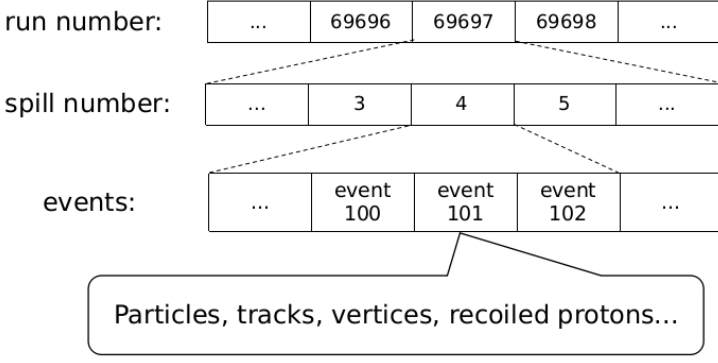 run number: ... 69696 69697 69698 ...
spill number: ... 3 4 5 ...
events: ... event 100 event 101 event 102 ...
Particles, tracks, vertices, recoiled protons...